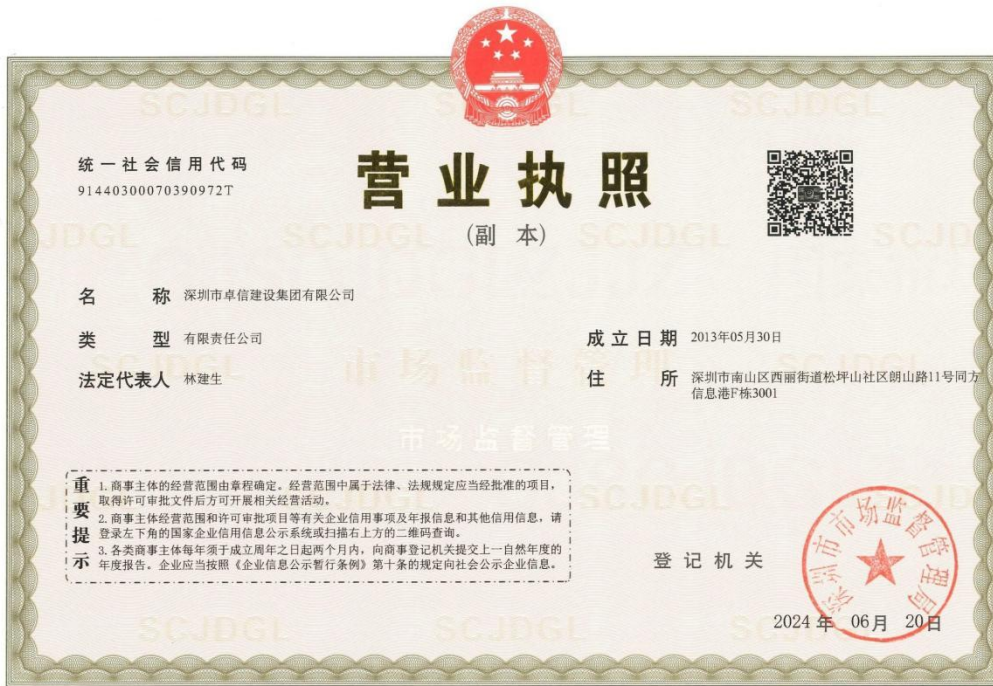 统一社会信用代码
91440300070390972T
营业执照
(副 本)
名 称 深圳市卓信建设集团有限公司
类 型 有限责任公司
法定代表人 林建生
成立日期 2013年05月30日
住 所 深圳市南山区西丽街道松坪山社区朗山路11号同方
信息港F栋3001
重要提示
1. 商事主体的经营范围由章程确定。经营范围中属于法律、法规规定应当经批准的项目,
取得许可审批文件后方可开展相关经营活动。
2. 商事主体经营范围和许可审批项目等有关企业信用事项及年报信息和其他信用信息,请
登录左下角的国家企业信用信息公示系统或扫描右上方的二维码查询。
3. 各类商事主体每年须于成立周年之日起两个月内,向商事登记机关提交上一自然年度的
年度报告。企业应当按照《企业信息公示暂行条例》第十条的规定向社会公示企业信息。
登记机关
深圳市市场监督管理局
2024 年 06月 20日
SCJDGL
市场监督管理
市场监督管理